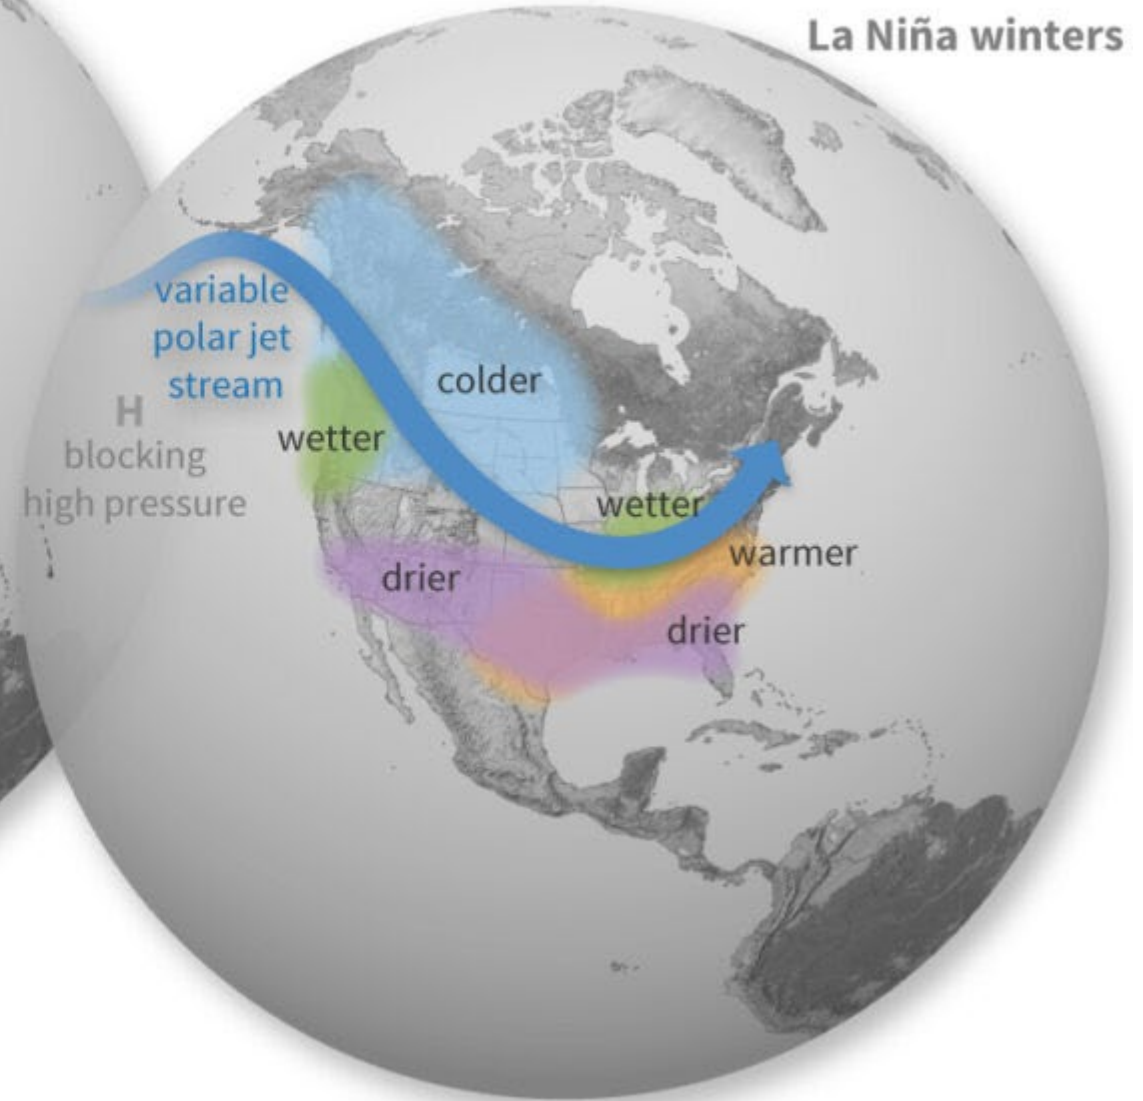 La Niña winters
variable
polar jet
stream
H
blocking
high pressure
colder
wetter
wetter
warmer
drier
drier